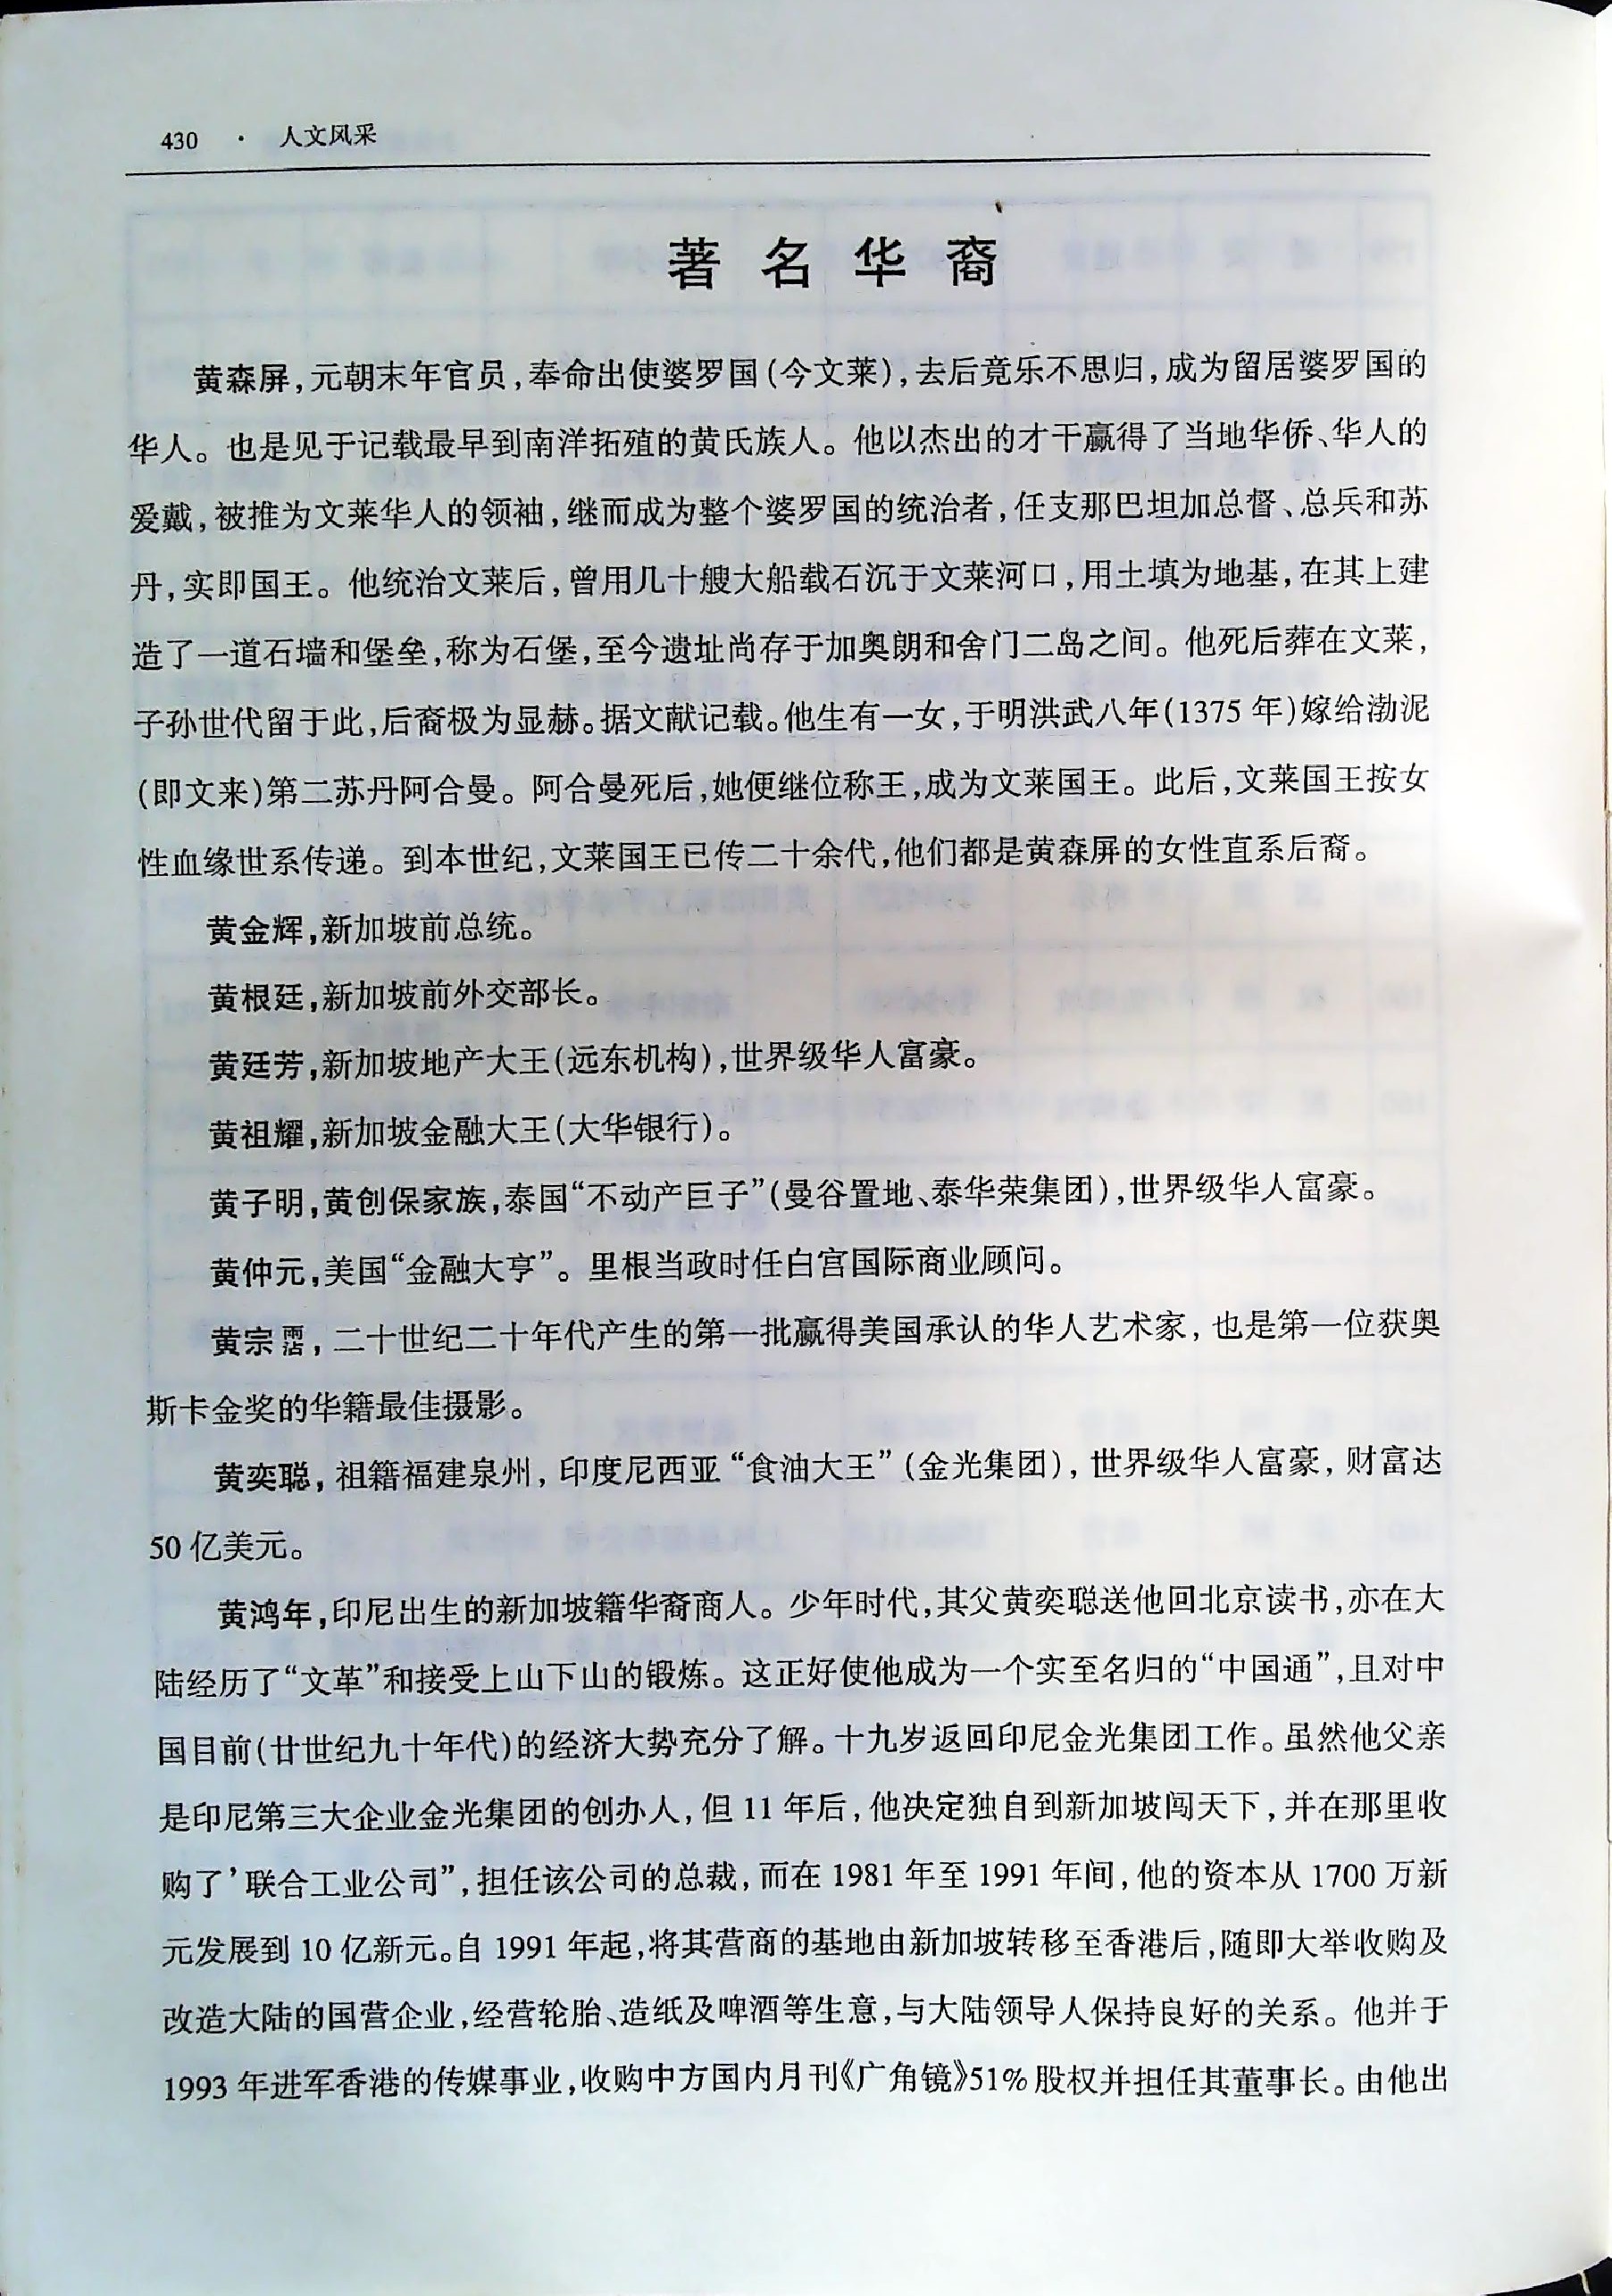 430 · 人文风采
著名华裔
黄森屏,元朝末年官员,奉命出使婆罗国(今文莱),去后竟乐不思归,成为留居婆罗国的
华人。也是见于记载最早到南洋拓殖的黄氏族人。他以杰出的才干赢得了当地华侨、华人的
爱戴,被推为文莱华人的领袖,继而成为整个婆罗国的统治者,任支那巴坦加总督、总兵和苏
丹,实即国王。他统治文莱后,曾用几十艘大船载石沉于文莱河口,用土填为地基,在其上建
造了一道石墙和堡垒,称为石堡,至今遗址尚存于加奥朗和舍门二岛之间。他死后葬在文莱,
子孙世代留于此,后裔极为显赫。据文献记载。他生有一女,于明洪武八年(1375年)嫁给渤泥
(即文来)第二苏丹阿合曼。阿合曼死后,她便继位称王,成为文莱国王。此后,文莱国王按女
性血缘世系传递。到本世纪,文莱国王已传二十余代,他们都是黄森屏的女性直系后裔。
黄金辉,新加坡前总统。
黄根廷,新加坡前外交部长。
黄廷芳,新加坡地产大王(远东机构),世界级华人富豪。
黄祖耀,新加坡金融大王(大华银行)。
黄子明,黄创保家族,泰国“不动产巨子”(曼谷置地、泰华荣集团),世界级华人富豪。
黄仲元,美国“金融大亨”。里根当政时任白宫国际商业顾问。
黄宗霑,二十世纪二十年代产生的第一批赢得美国承认的华人艺术家,也是第一位获奥
斯卡金奖的华籍最佳摄影。
黄奕聪,祖籍福建泉州,印度尼西亚“食油大王”(金光集团),世界级华人富豪,财富达
50亿美元。
黄鸿年,印尼出生的新加坡籍华裔商人。少年时代,其父黄奕聪送他回北京读书,亦在大
陆经历了“文革”和接受上山下山的锻炼。这正好使他成为一个实至名归的“中国通”,且对中
国目前(廿世纪九十年代)的经济大势充分了解。十九岁返回印尼金光集团工作。虽然他父亲
是印尼第三大企业金光集团的创办人,但11年后,他决定独自到新加坡闯天下,并在那里收
购了’联合工业公司”,担任该公司的总裁,而在1981年至1991年间,他的资本从1700万新
元发展到10亿新元。自1991年起,将其营商的基地由新加坡转移至香港后,随即大举收购及
改造大陆的国营企业,经营轮胎、造纸及啤酒等生意,与大陆领导人保持良好的关系。他并于
1993年进军香港的传媒事业,收购中方国内月刊《广角镜》51%股权并担任其董事长。由他出